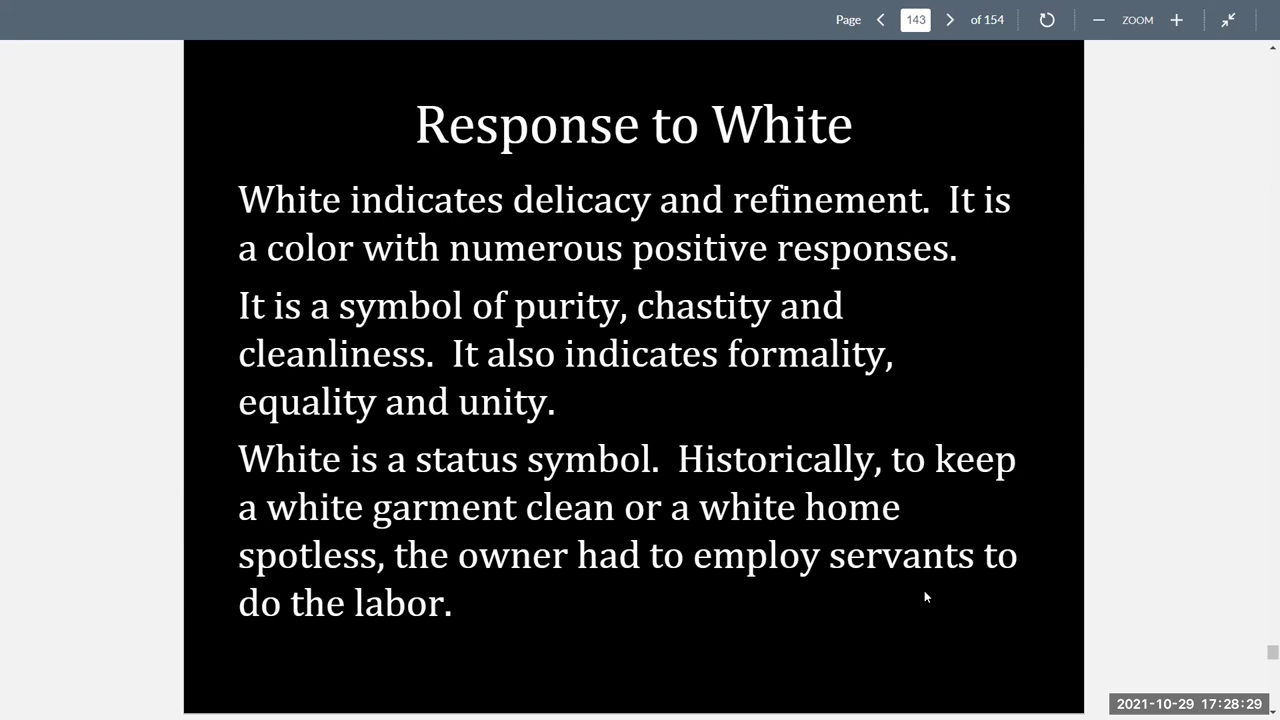 Page 143 of 154 ZOOM
Response to White
White indicates delicacy and refinement.  It is
a color with numerous positive responses.
It is a symbol of purity, chastity and
cleanliness.  It also indicates formality,
equality and unity.
White is a status symbol.  Historically, to keep
a white garment clean or a white home
spotless, the owner had to employ servants to
do the labor.
2021-10-29 17:28:29